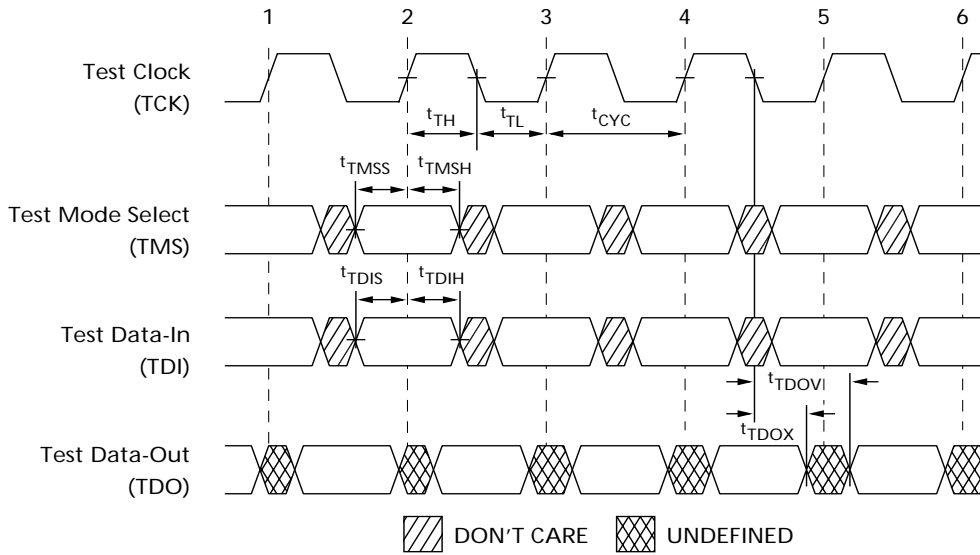 1 2 3 4 5 6
Test Clock
(TCK)
tTH tTL tCYC
tTMSS tTMSH
Test Mode Select
(TMS)
tTDIS tTDIH
Test Data-In
(TDI)
tTDOV
tTDOX
Test Data-Out
(TDO)
DON'T CARE UNDEFINED